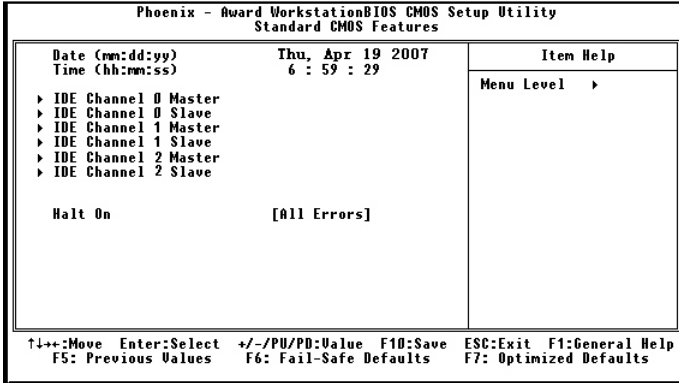 Phoenix - Award WorkstationBIOS CMOS Setup Utility
Standard CMOS Features
Date (mm:dd:yy) Thu, Apr 19 2007
Time (hh:mm:ss) 6 : 59 : 29
Item Help
Menu Level ▸
▸ IDE Channel 0 Master
▸ IDE Channel 0 Slave
▸ IDE Channel 1 Master
▸ IDE Channel 1 Slave
▸ IDE Channel 2 Master
▸ IDE Channel 2 Slave
Halt On [All Errors]
↑↓→←:Move Enter:Select +/-/PU/PD:Value F10:Save ESC:Exit F1:General Help
F5: Previous Values F6: Fail-Safe Defaults F7: Optimized Defaults